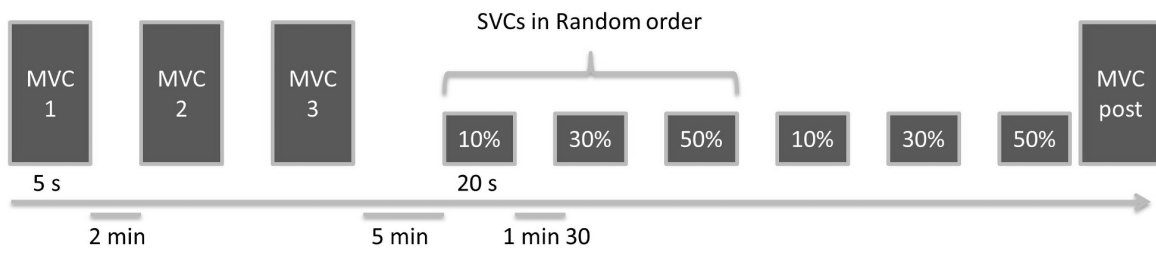 SVCs in Random order
MVC
1
MVC
2
MVC
3
10%
30%
50%
10%
30%
50%
MVC
post
5 s
20 s
2 min
5 min
1 min 30